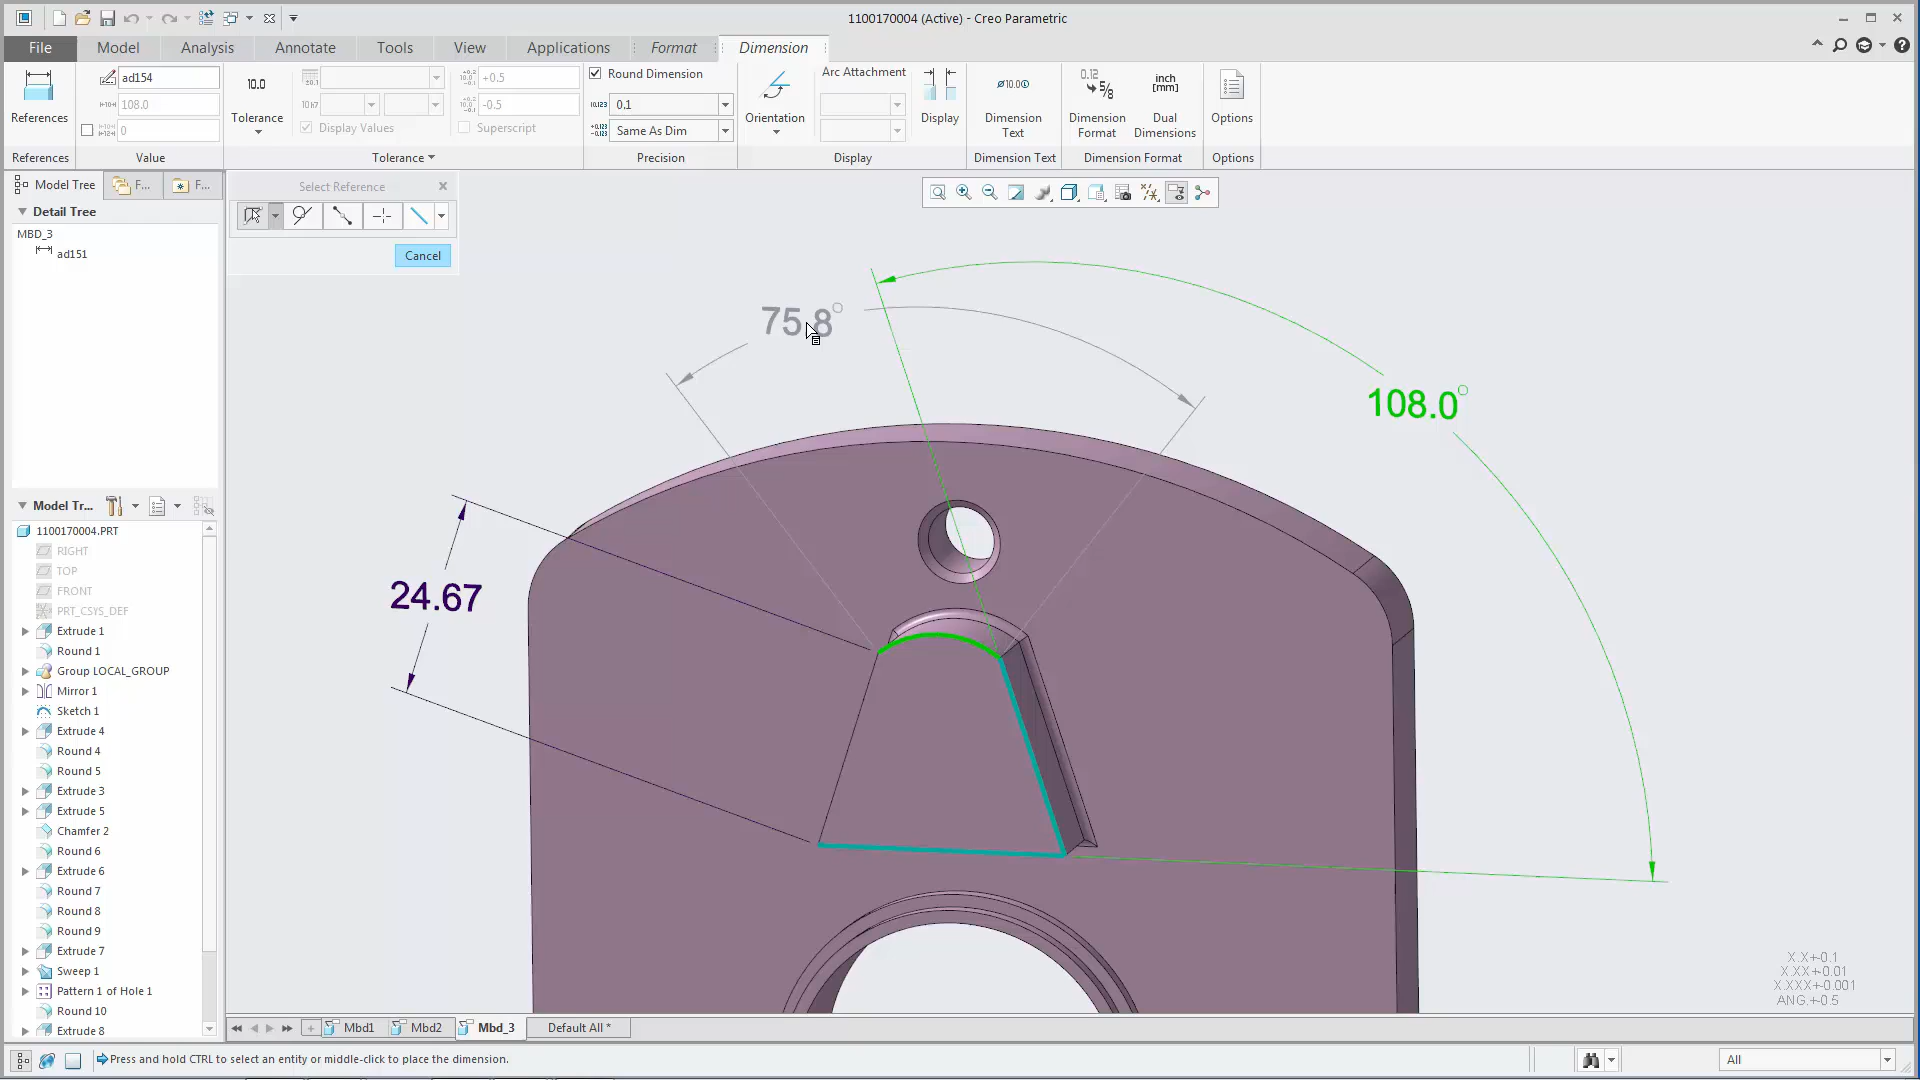 1100170004 (Active) - Creo Parametric
File
Model
Analysis
Annotate
Tools
View
Applications
Format
Dimension
References
ad154
108.0
0
10.0
Tolerance
10h7
Display Values
+0.5
-0.5
Superscript
Round Dimension
0.1
Same As Dim
Orientation
Arc Attachment
Display
Ø10.0
Dimension
Text
0.12
5/8
Dimension
Format
inch
[mm]
Dual
Dimensions
Options
References
Value
Tolerance
Precision
Display
Dimension Text
Dimension Format
Options
Model Tree
F...
F...
Detail Tree
MBD_3
ad151
Select Reference
Cancel
75.8°
108.0°
24.67
Model Tr...
1100170004.PRT
RIGHT
TOP
FRONT
PRT_CSYS_DEF
Extrude 1
Round 1
Group LOCAL_GROUP
Mirror 1
Sketch 1
Extrude 4
Round 4
Round 5
Extrude 3
Extrude 5
Chamfer 2
Round 6
Extrude 6
Round 7
Round 8
Round 9
Extrude 7
Sweep 1
Pattern 1 of Hole 1
Round 10
Extrude 8
X.X+-0.1
X.XX+-0.01
X.XXX+-0.001
ANG.+-0.5
Mbd1
Mbd2
Mbd_3
Default All *
Press and hold CTRL to select an entity or middle-click to place the dimension.
All